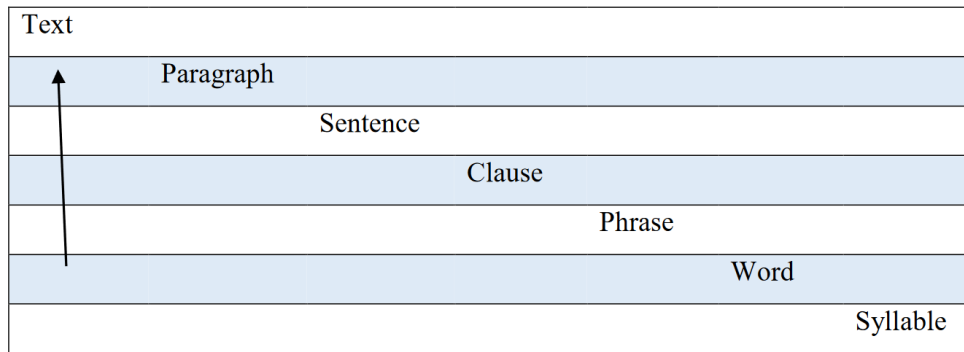 Text
Paragraph
Sentence
Clause
Phrase
Word
Syllable